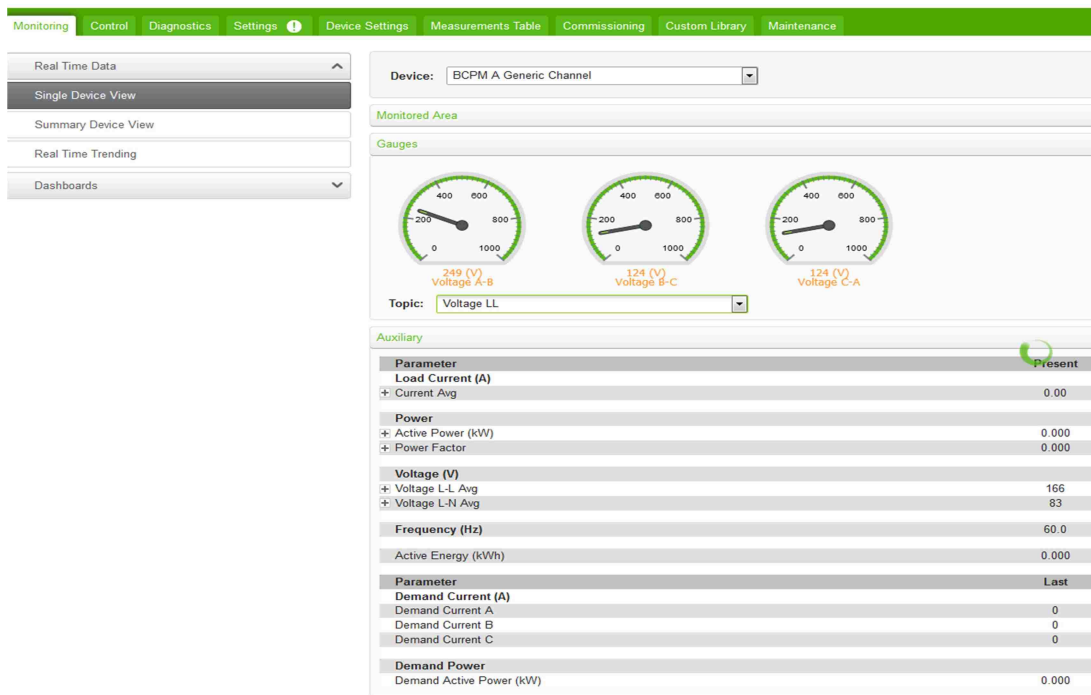 Monitoring Control Diagnostics Settings ! Device Settings Measurements Table Commissioning Custom Library Maintenance
Real Time Data
Single Device View
Summary Device View
Real Time Trending
Dashboards
Device: BCPM A Generic Channel
Monitored Area
Gauges
400 600 400 600 400 600
200 800 200 800 200 800
0 1000 0 1000 0 1000
249 (V) 124 (V) 124 (V)
Voltage A-B Voltage B-C Voltage C-A
Topic: Voltage LL
Auxiliary
Parameter Present
Load Current (A)
Current Avg 0.00
Power
Active Power (kW) 0.000
Power Factor 0.000
Voltage (V)
Voltage L-L Avg 166
Voltage L-N Avg 83
Frequency (Hz) 60.0
Active Energy (kWh) 0.000
Parameter Last
Demand Current (A)
Demand Current A 0
Demand Current B 0
Demand Current C 0
Demand Power
Demand Active Power (kW) 0.000